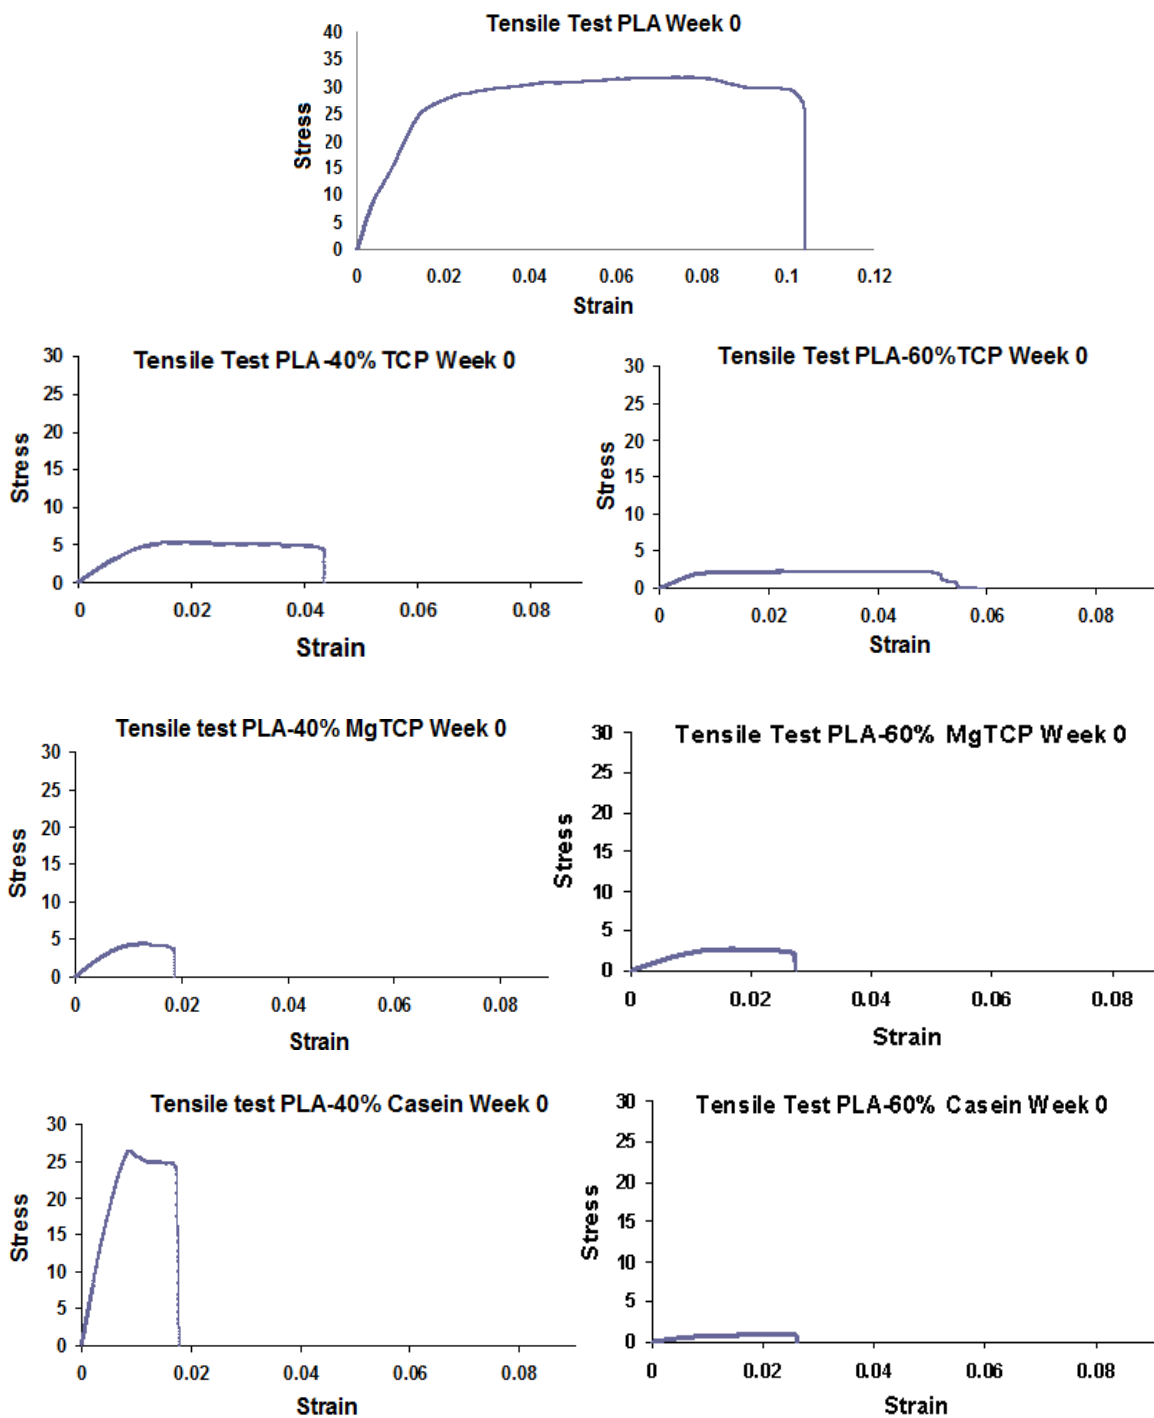 Tensile Test PLA Week 0
40
35
30
25
20
15
10
5
0
Stress
0 0.02 0.04 0.06 0.08 0.1 0.12
Strain
Tensile Test PLA-40% TCP Week 0
30
25
20
15
10
5
0
Stress
0 0.02 0.04 0.06 0.08
Strain
Tensile Test PLA-60%TCP Week 0
30
25
20
15
10
5
0
Stress
0 0.02 0.04 0.06 0.08
Strain
Tensile test PLA-40% MgTCP Week 0
30
25
20
15
10
5
0
Stress
0 0.02 0.04 0.06 0.08
Strain
Tensile Test PLA-60% MgTCP Week 0
30
25
20
15
10
5
0
Stress
0 0.02 0.04 0.06 0.08
Strain
Tensile test PLA-40% Casein Week 0
30
25
20
15
10
5
0
Stress
0 0.02 0.04 0.06 0.08
Strain
Tensile Test PLA-60% Casein Week 0
30
25
20
15
10
5
0
Stress
0 0.02 0.04 0.06 0.08
Strain